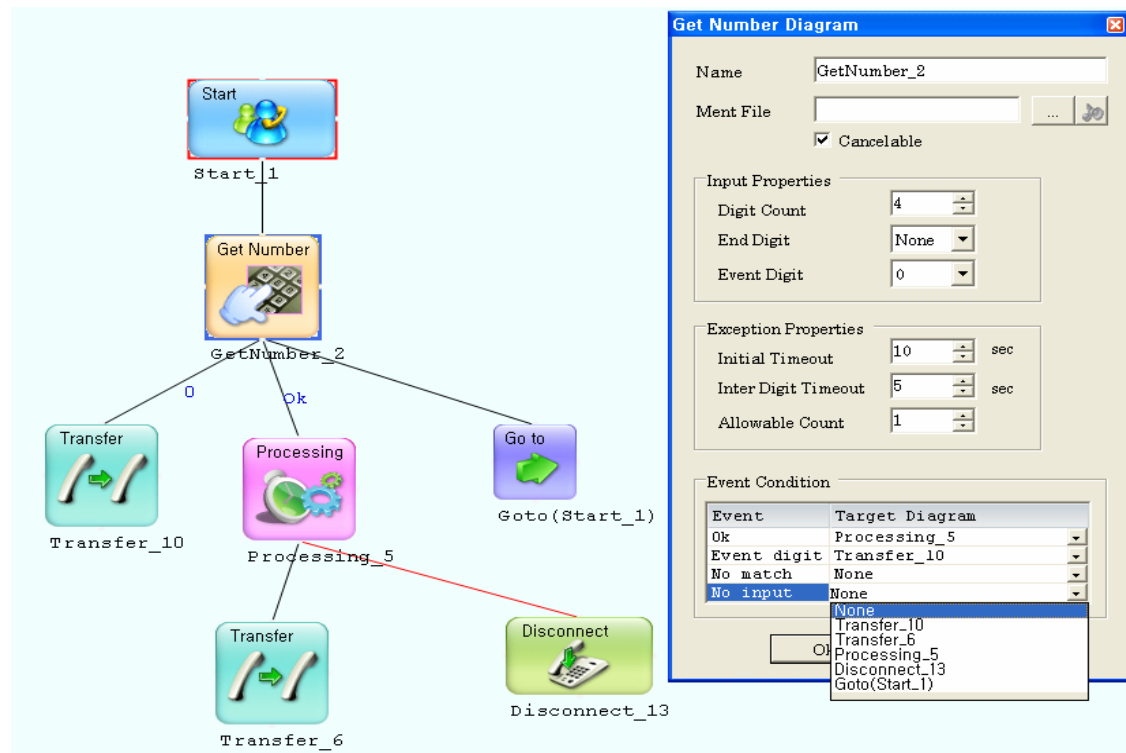 Start
Start_1
Get Number
GetNumber_2
0
Ok
Transfer
Transfer_10
Processing
Processing_5
Go to
Goto(Start_1)
Transfer
Transfer_6
Disconnect
Disconnect_13
Get Number Diagram
Name GetNumber_2
Ment File ...
Cancelable
Input Properties
Digit Count 4
End Digit None
Event Digit 0
Exception Properties
Initial Timeout 10 sec
Inter Digit Timeout 5 sec
Allowable Count 1
Event Condition
Event Target Diagram
Ok Processing_5
Event digit Transfer_10
No match None
No input None
None
Transfer_10
Transfer_6
Processing_5
Disconnect_13
Goto(Start_1)